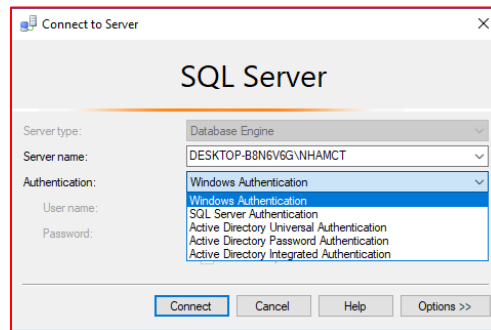 Connect to Server
SQL Server
Server type: Database Engine
Server name: DESKTOP-B8N6V6G\NHAMCT
Authentication: Windows Authentication
Windows Authentication
User name: SQL Server Authentication
Active Directory Universal Authentication
Password: Active Directory Password Authentication
Active Directory Integrated Authentication
Connect Cancel Help Options >>